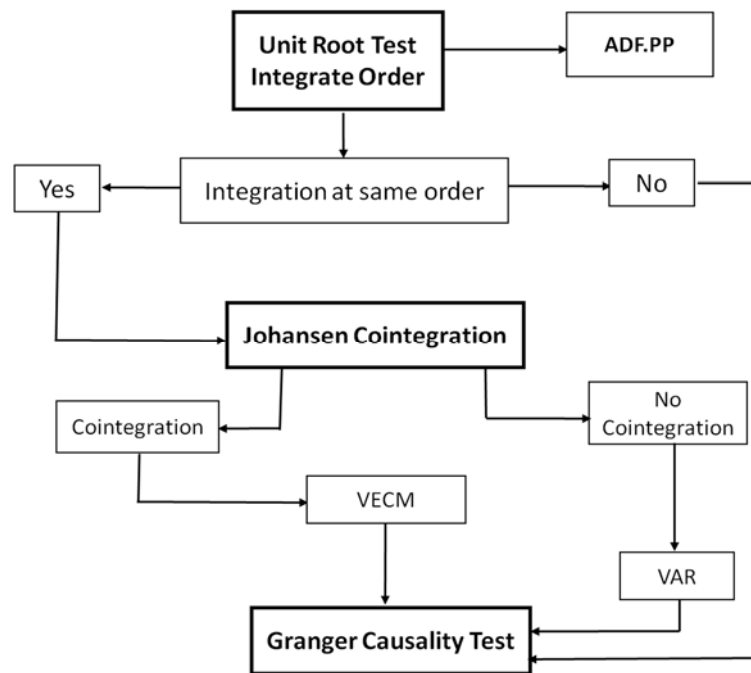 Unit Root Test
Integrate Order
ADF.PP
Yes
Integration at same order
No
Johansen Cointegration
Cointegration
No
Cointegration
VECM
VAR
Granger Causality Test